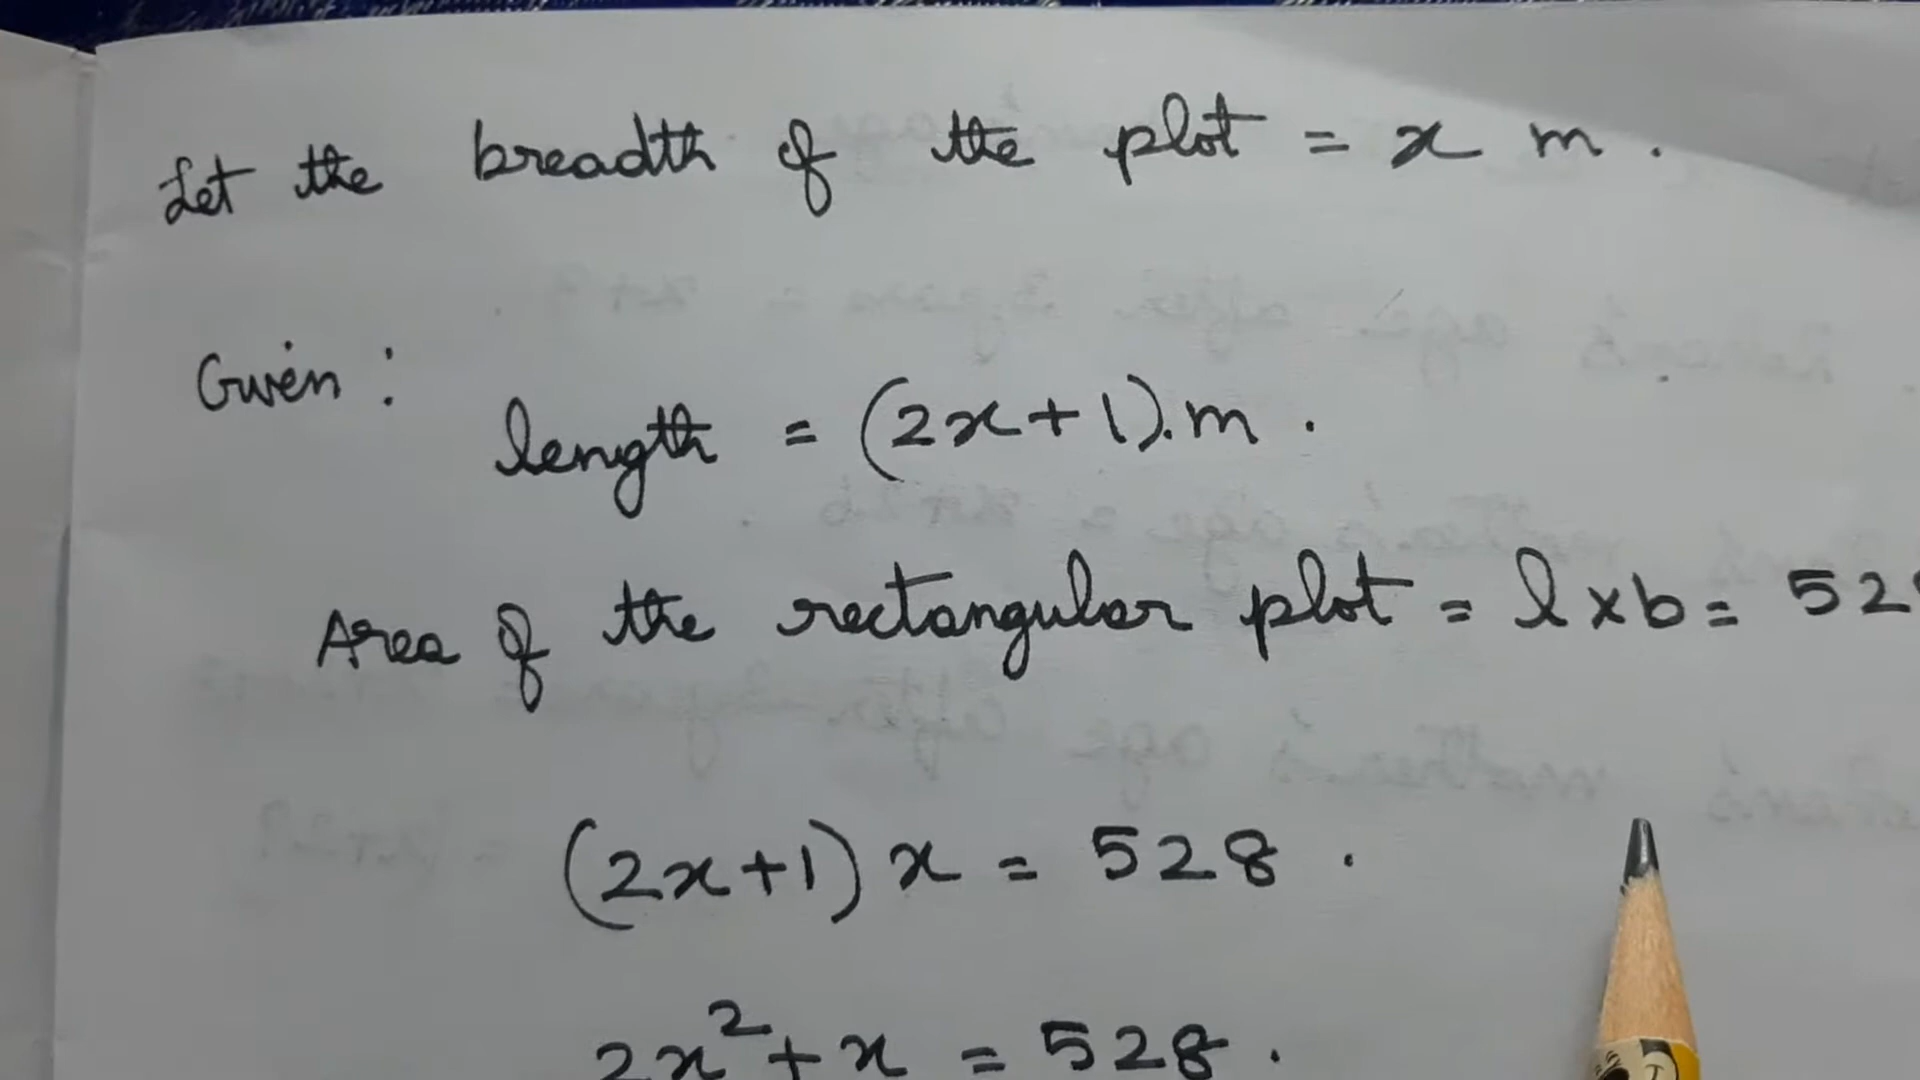 Let the breadth of the plot = x m.
Given :
length = (2x+1).m.
Area of the rectangular plot = l x b = 52
(2x+1) x = 528.
2x² + x = 528.